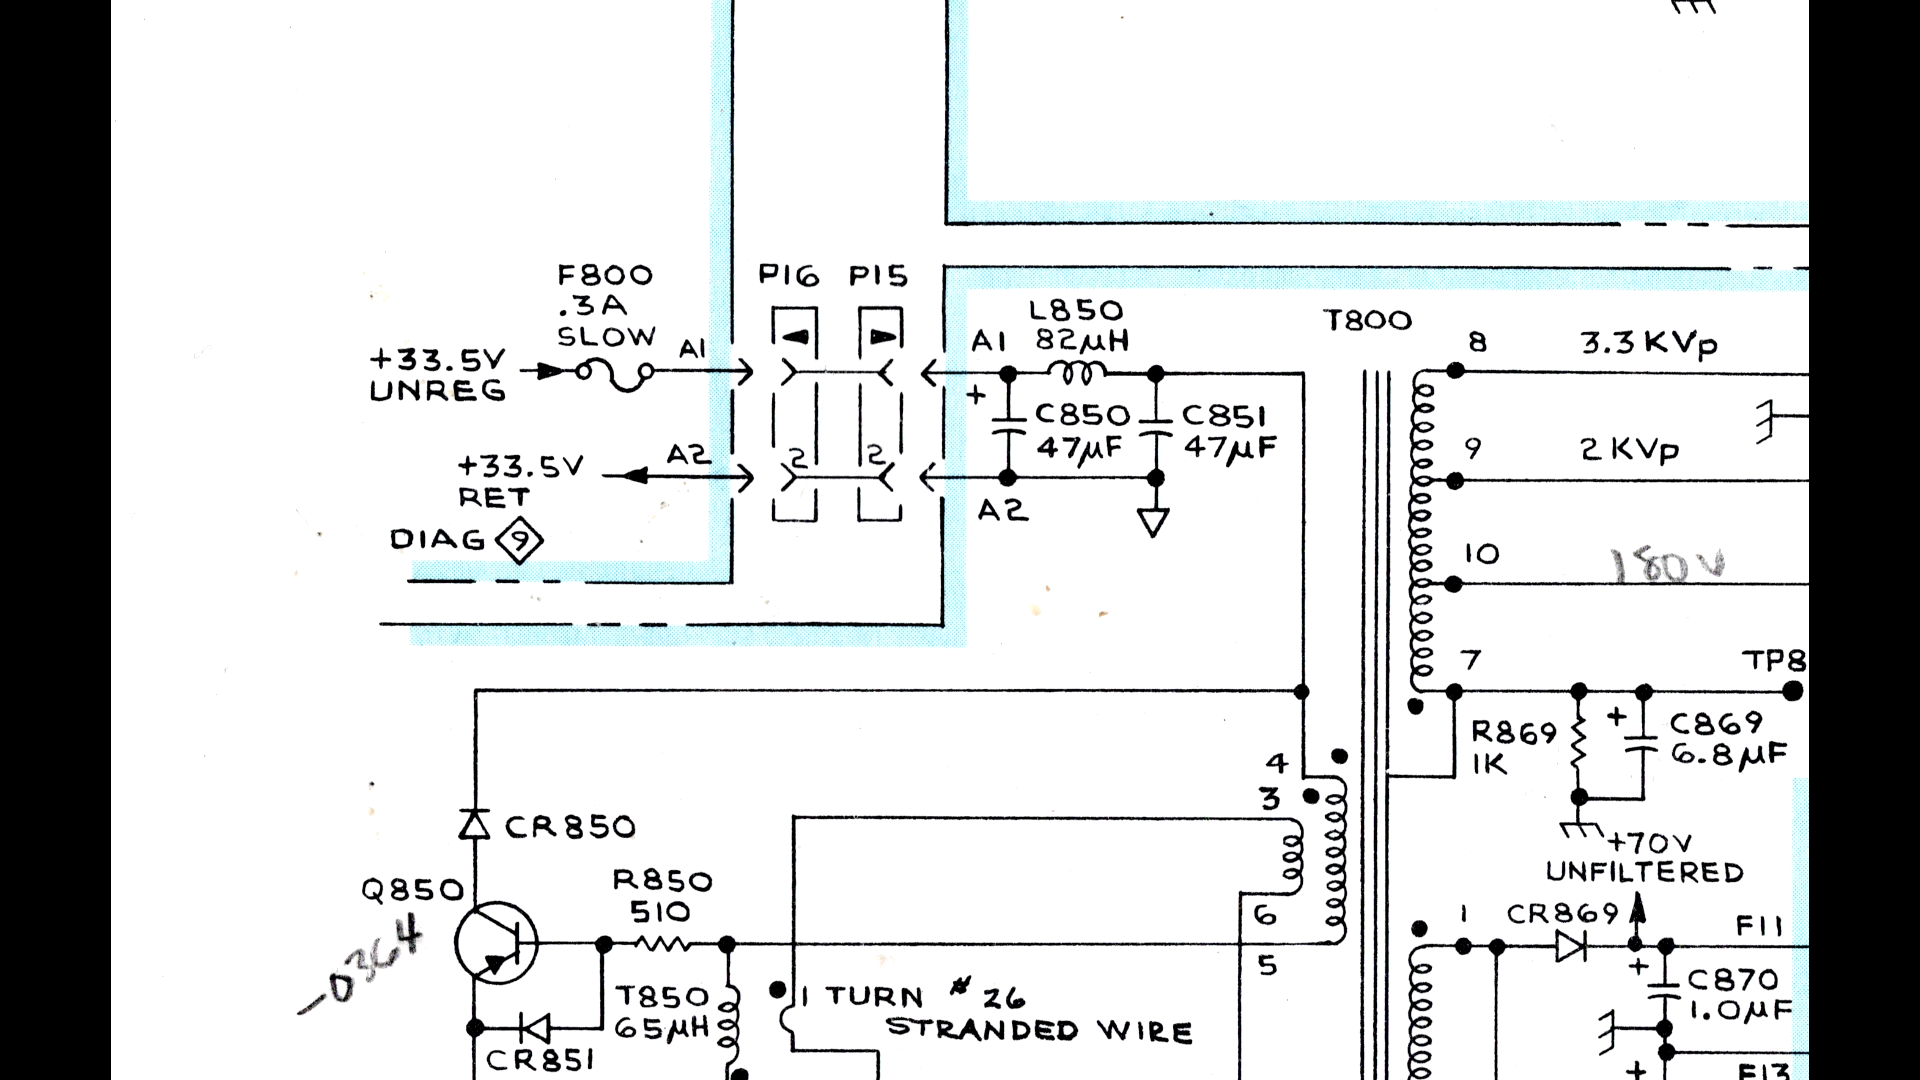 F800
.3A
SLOW
+33.5V
UNREG
A1
P16
P15
A1
L850
82µH
+
C850
47µF
C851
47µF
+33.5V
RET
A2
2
2
A2
DIAG 9
T800
8
3.3KVp
9
2KVp
10
180V
7
TP8
R869
1K
+
C869
6.8µF
4
3
6
5
+70V
UNFILTERED
CR850
Q850
-0364
R850
510
T850
65µH
CR851
1 TURN # 26
STRANDED WIRE
1
CR869
F11
+
C870
1.0µF
+
F13